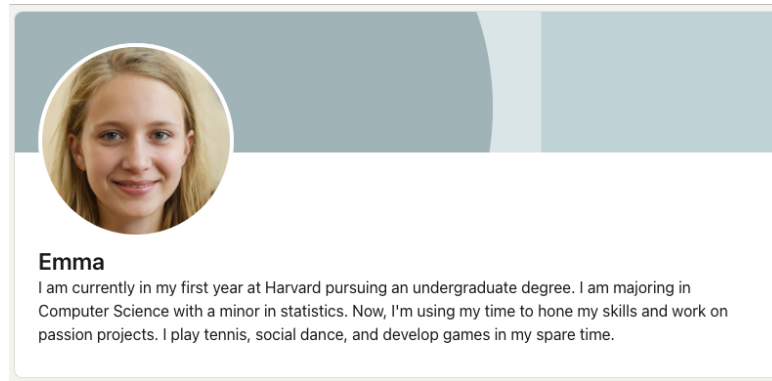 Emma
I am currently in my first year at Harvard pursuing an undergraduate degree. I am majoring in
Computer Science with a minor in statistics. Now, I'm using my time to hone my skills and work on
passion projects. I play tennis, social dance, and develop games in my spare time.